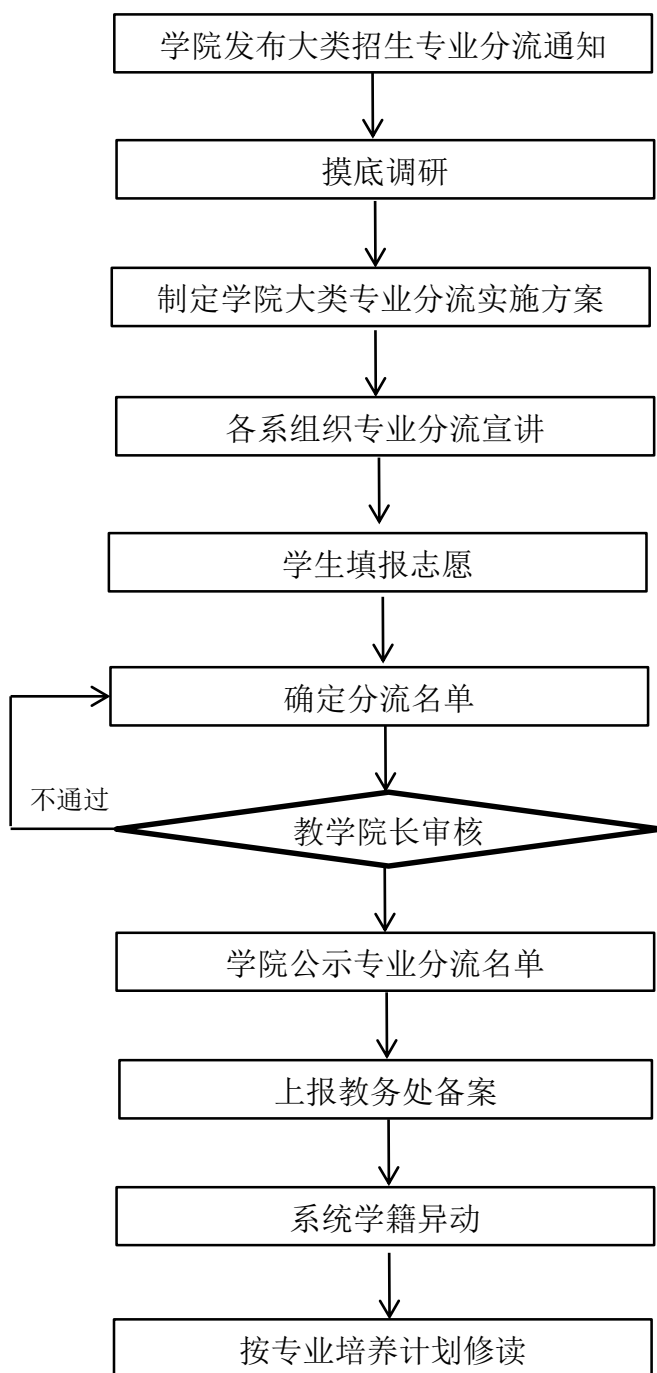 学院发布大类招生专业分流通知
摸底调研
制定学院大类专业分流实施方案
各系组织专业分流宣讲
学生填报志愿
确定分流名单
不通过
教学院长审核
学院公示专业分流名单
上报教务处备案
系统学籍异动
按专业培养计划修读